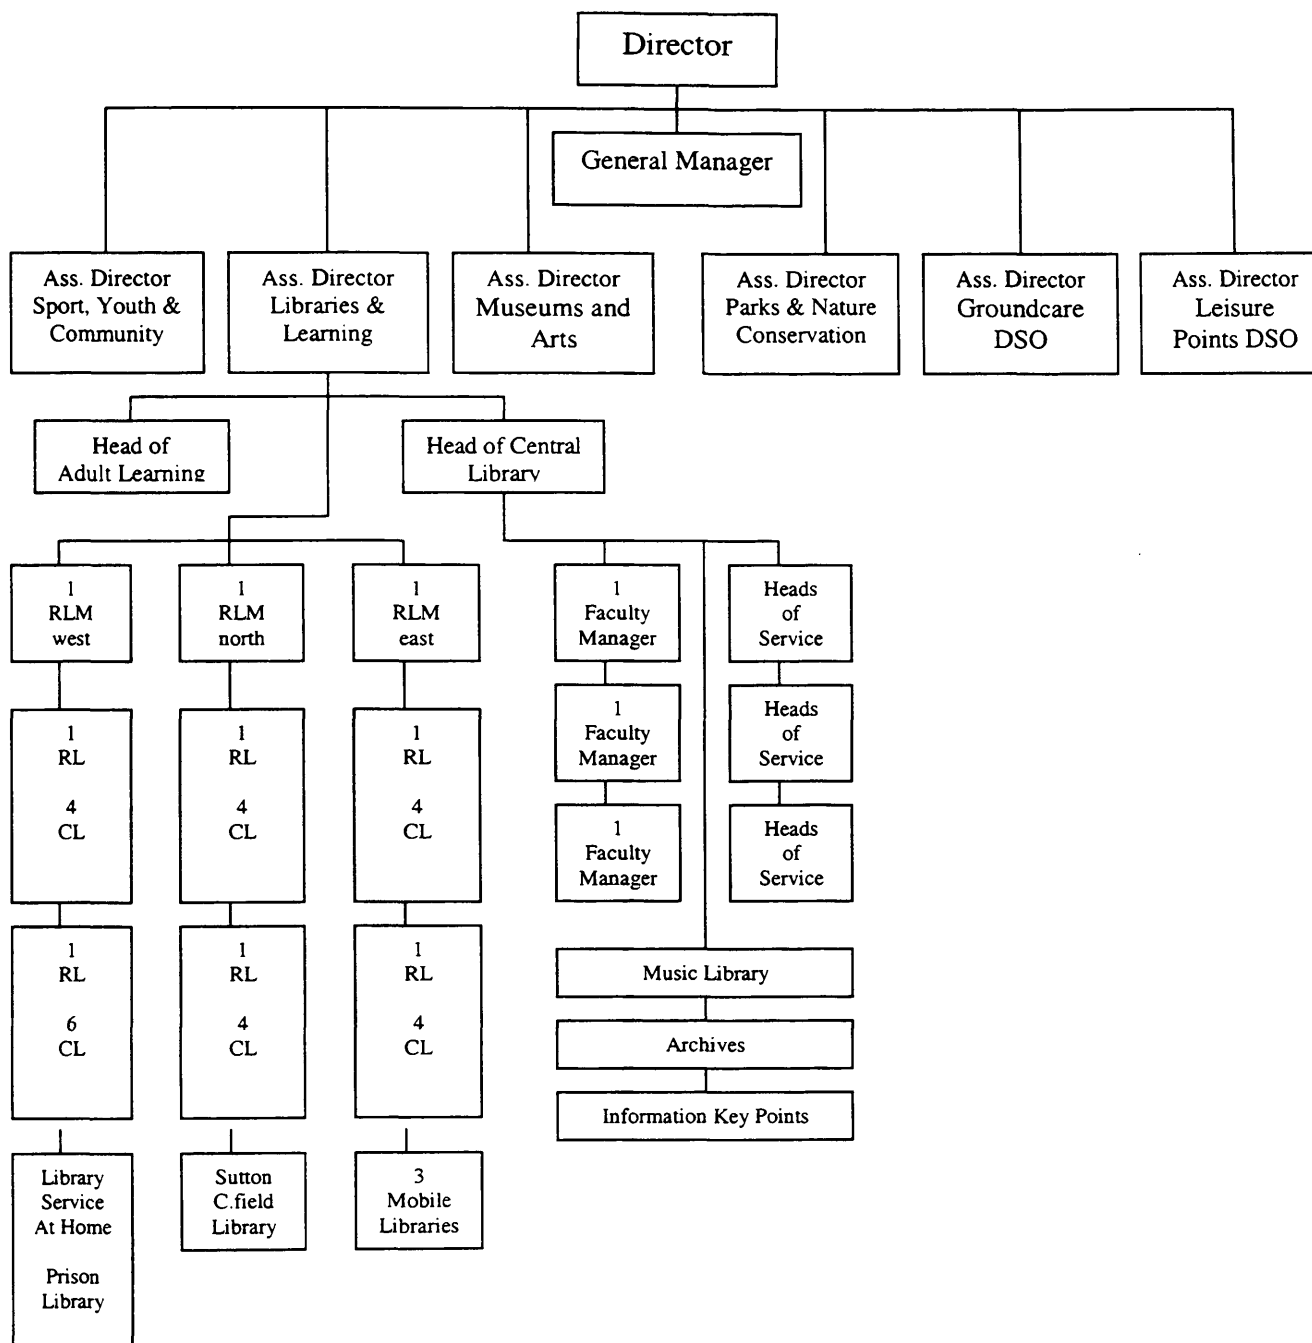 Director
General Manager
Ass. Director
Sport, Youth &
Community
Ass. Director
Libraries &
Learning
Ass. Director
Museums and
Arts
Ass. Director
Parks & Nature
Conservation
Ass. Director
Groundcare
DSO
Ass. Director
Leisure
Points DSO
Head of
Adult Learning
Head of Central
Library
1
RLM
west
1
RLM
north
1
RLM
east
1
Faculty
Manager
Heads
of
Service
1
RL
4
CL
1
RL
4
CL
1
RL
4
CL
1
Faculty
Manager
Heads
of
Service
1
Faculty
Manager
Heads
of
Service
1
RL
6
CL
1
RL
4
CL
1
RL
4
CL
Music Library
Archives
Information Key Points
Library
Service
At Home
Prison
Library
Sutton
C.field
Library
3
Mobile
Libraries